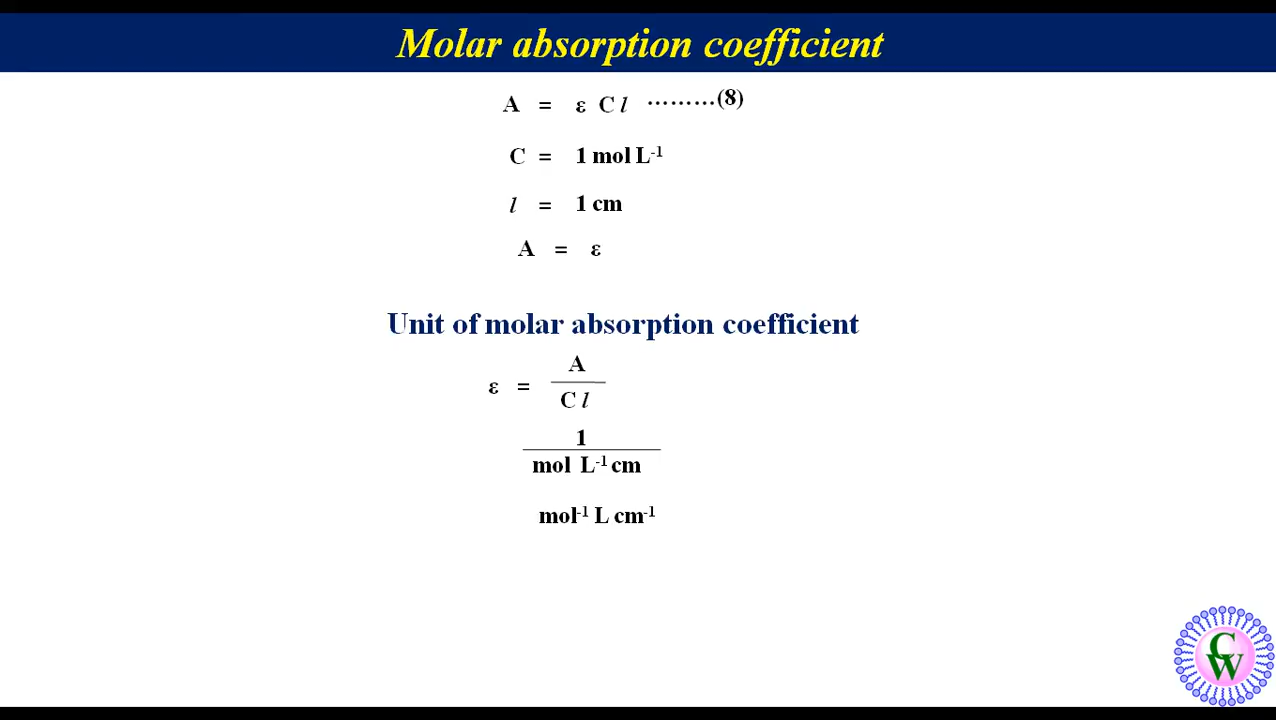 Molar absorption coefficient
A = ε C l ………(8)
C = 1 mol L⁻¹
l = 1 cm
A = ε
Unit of molar absorption coefficient
ε = A
C l
1
mol L⁻¹ cm
mol⁻¹ L cm⁻¹
C
W